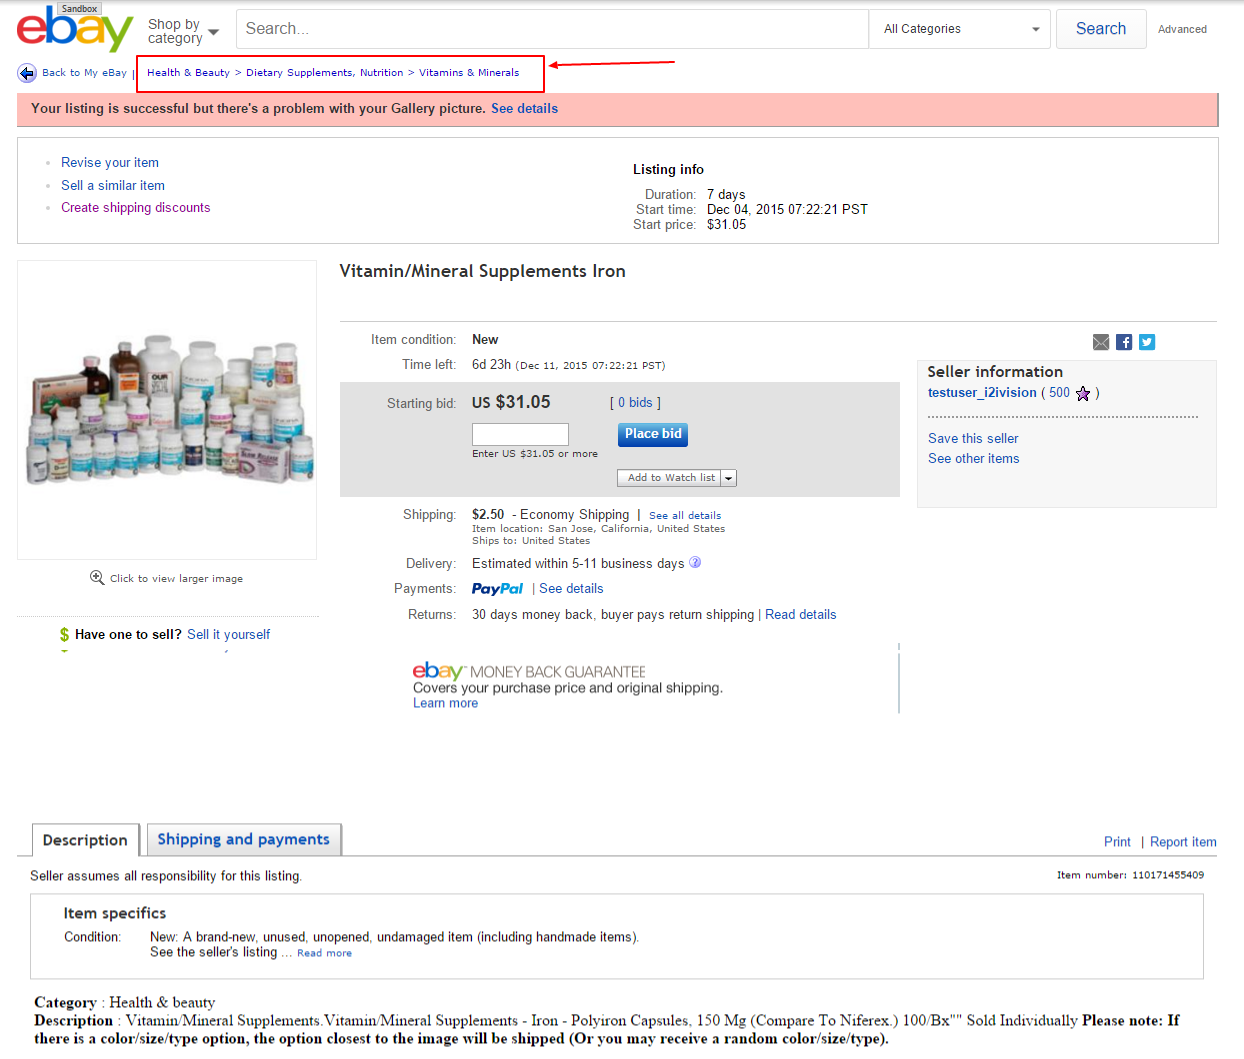 Sandbox
ebay
Shop by category
Search...
All Categories
Search
Advanced
Back to My eBay | Health & Beauty > Dietary Supplements, Nutrition > Vitamins & Minerals
Your listing is successful but there's a problem with your Gallery picture. See details
Revise your item
Sell a similar item
Create shipping discounts
Listing info
Duration: 7 days
Start time: Dec 04, 2015 07:22:21 PST
Start price: $31.05
Vitamin/Mineral Supplements Iron
Item condition: New
Time left: 6d 23h (Dec 11, 2015 07:22:21 PST)
Starting bid: US $31.05 [ 0 bids ]
Place bid
Enter US $31.05 or more
Add to Watch list
Shipping: $2.50 - Economy Shipping | See all details
Item location: San Jose, California, United States
Ships to: United States
Delivery: Estimated within 5-11 business days
Payments: PayPal | See details
Returns: 30 days money back, buyer pays return shipping | Read details
Seller information
testuser_i2ivision ( 500 )
Save this seller
See other items
Click to view larger image
$ Have one to sell? Sell it yourself
ebay MONEY BACK GUARANTEE
Covers your purchase price and original shipping.
Learn more
Description
Shipping and payments
Print | Report item
Seller assumes all responsibility for this listing.
Item number: 110171455409
Item specifics
Condition: New: A brand-new, unused, unopened, undamaged item (including handmade items).
See the seller's listing ... Read more
Category : Health & beauty
Description : Vitamin/Mineral Supplements.Vitamin/Mineral Supplements - Iron - Polyiron Capsules, 150 Mg (Compare To Niferex.) 100/Bx"" Sold Individually Please note: If
there is a color/size/type option, the option closest to the image will be shipped (Or you may receive a random color/size/type).